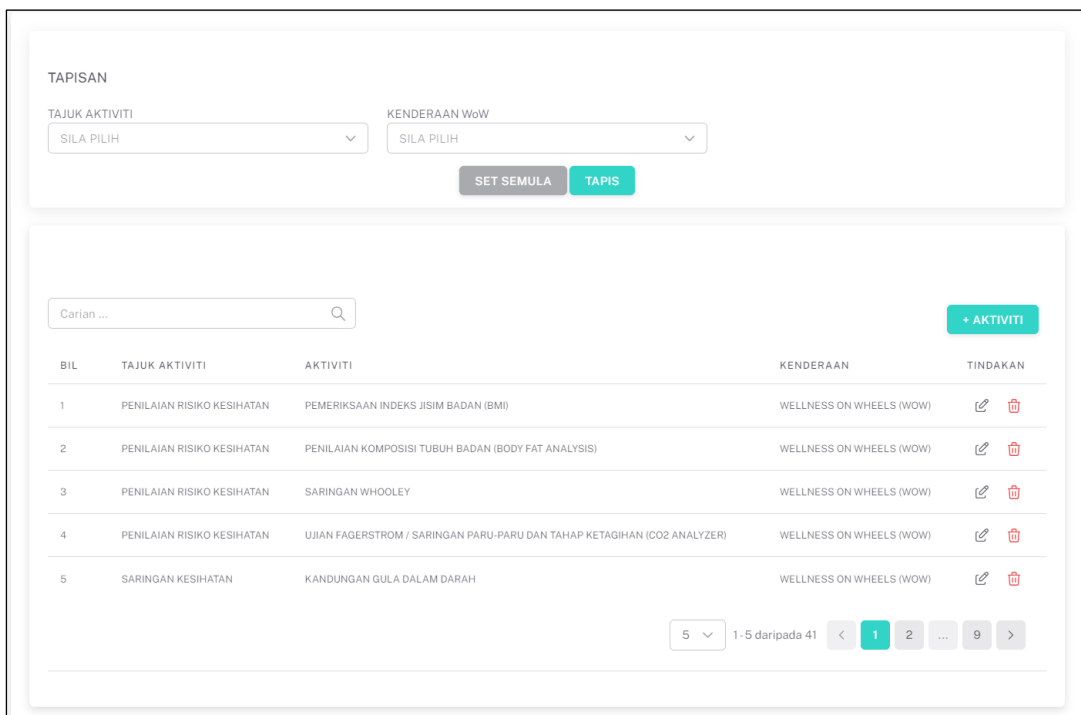 TAPISAN
TAJUK AKTIVITI KENDERAAN WoW
SILA PILIH SILA PILIH
SET SEMULA TAPIS
Carian ...
+ AKTIVITI
BIL TAJUK AKTIVITI AKTIVITI KENDERAAN TINDAKAN
1 PENILAIAN RISIKO KESIHATAN PEMERIKSAAN INDEKS JISIM BADAN (BMI) WELLNESS ON WHEELS (WOW)
2 PENILAIAN RISIKO KESIHATAN PENILAIAN KOMPOSISI TUBUH BADAN (BODY FAT ANALYSIS) WELLNESS ON WHEELS (WOW)
3 PENILAIAN RISIKO KESIHATAN SARINGAN WHOOLEY WELLNESS ON WHEELS (WOW)
4 PENILAIAN RISIKO KESIHATAN UJIAN FAGERSTROM / SARINGAN PARU-PARU DAN TAHAP KETAGIHAN (CO2 ANALYZER) WELLNESS ON WHEELS (WOW)
5 SARINGAN KESIHATAN KANDUNGAN GULA DALAM DARAH WELLNESS ON WHEELS (WOW)
5 1 - 5 daripada 41 < 1 2 ... 9 >